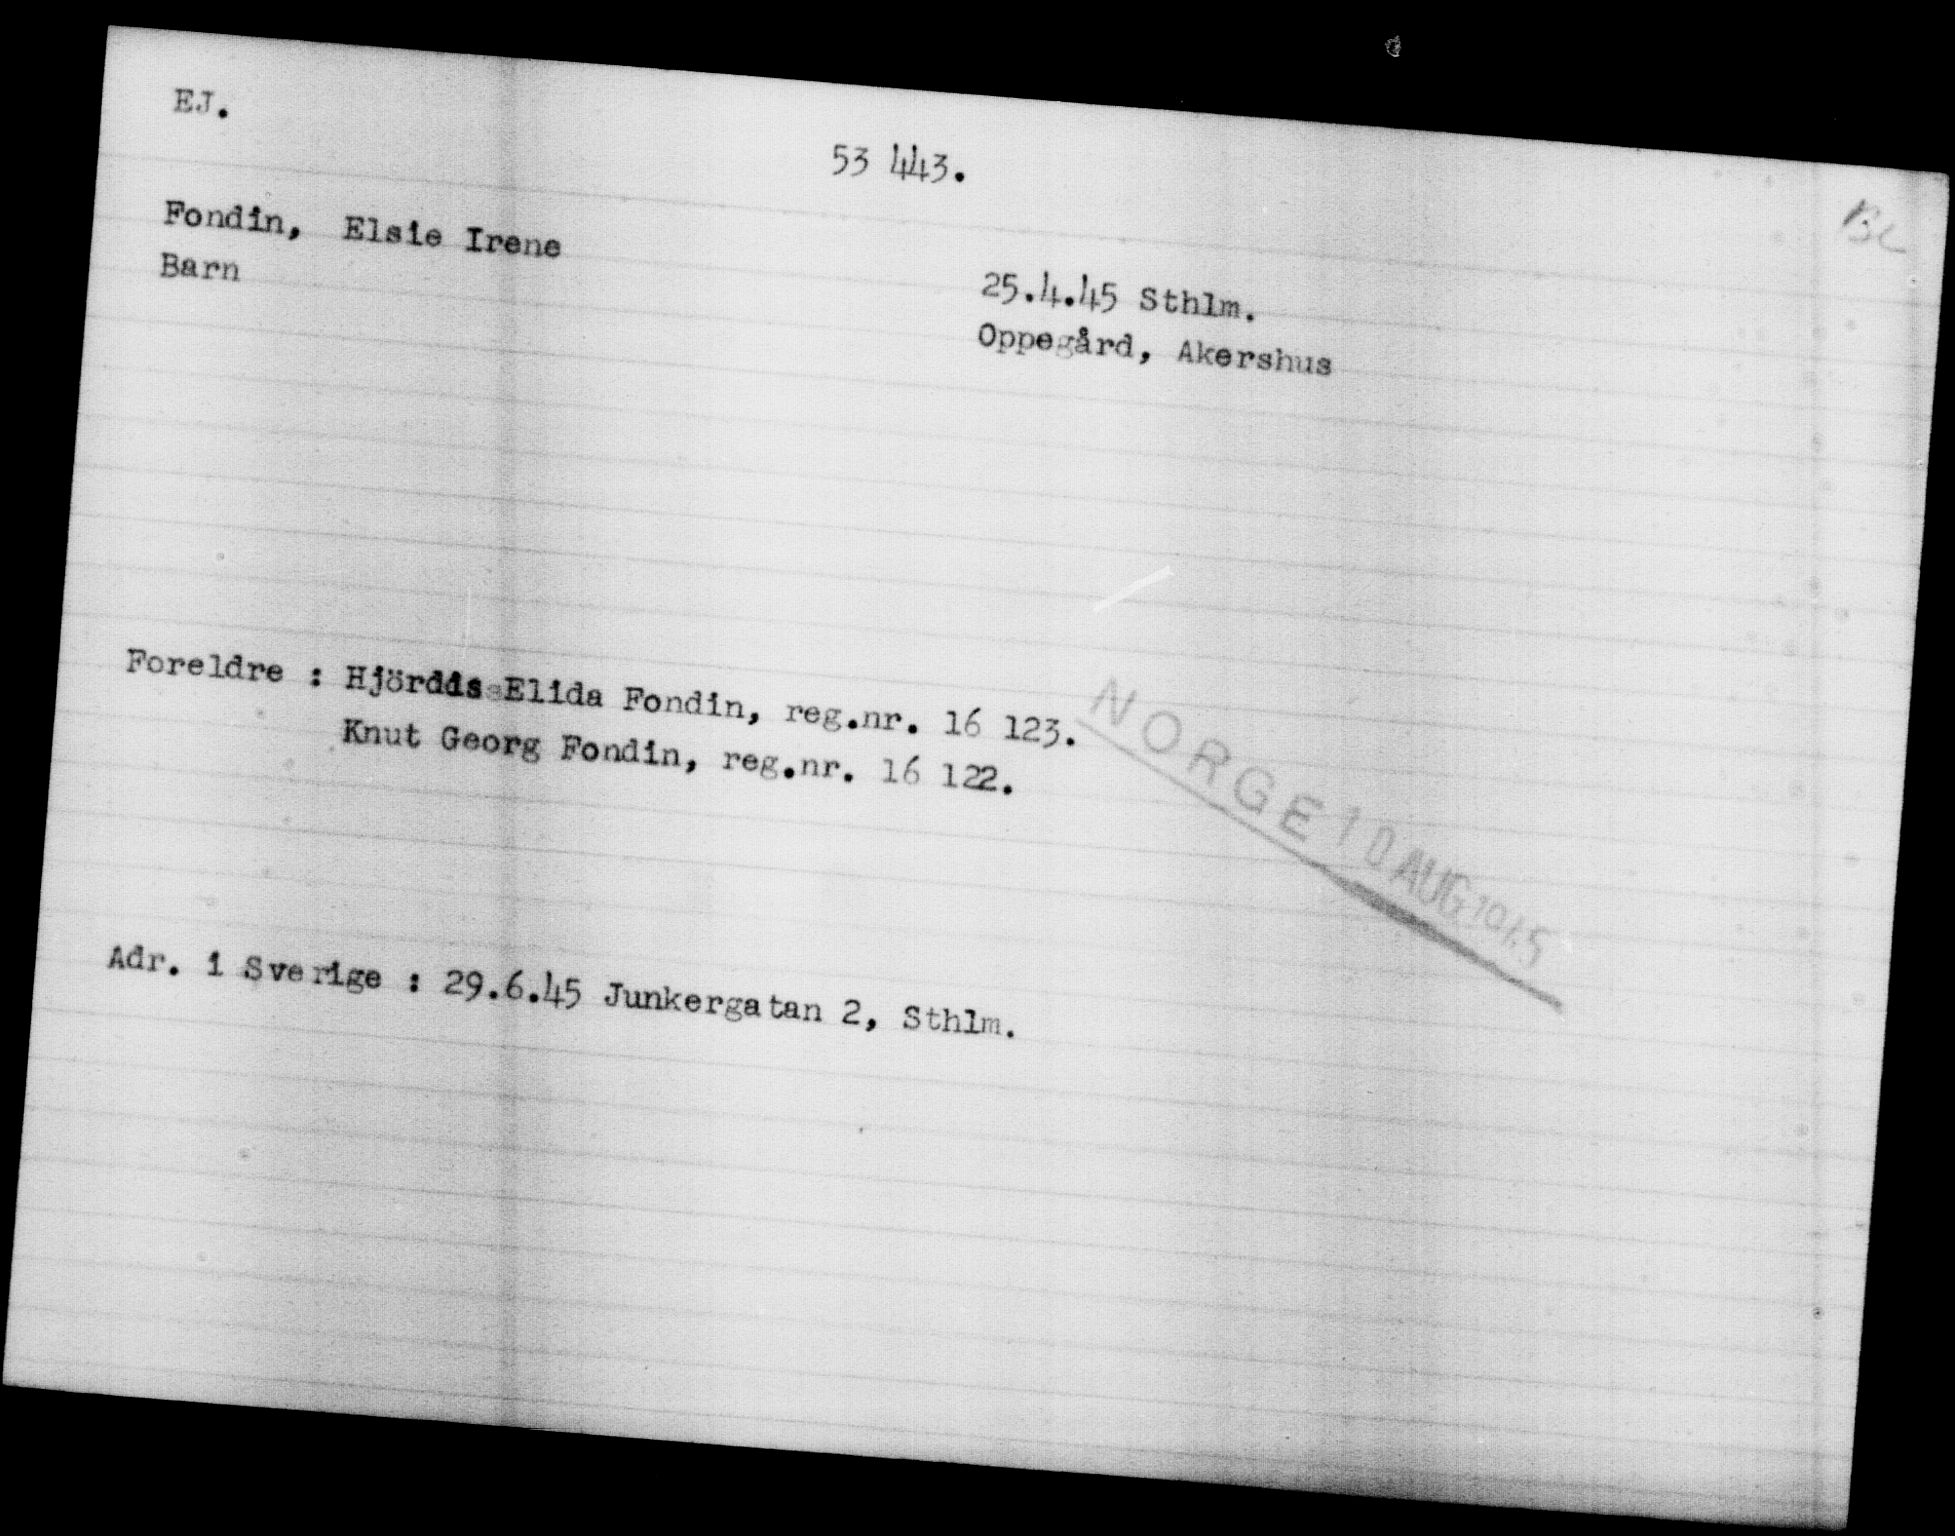 EJ.
53 443.
Fondin, Elsie Irene
Barn
25.4.45 Sthlm.
Oppegård, Akershus
Foreldre : Hjördis Elida Fondin, reg.nr. 16 123.
Knut Georg Fondin, reg.nr. 16 122.
NORGE 10 AUG 1945
Adr. i Sverige : 29.6.45 Junkergatan 2, Sthlm.